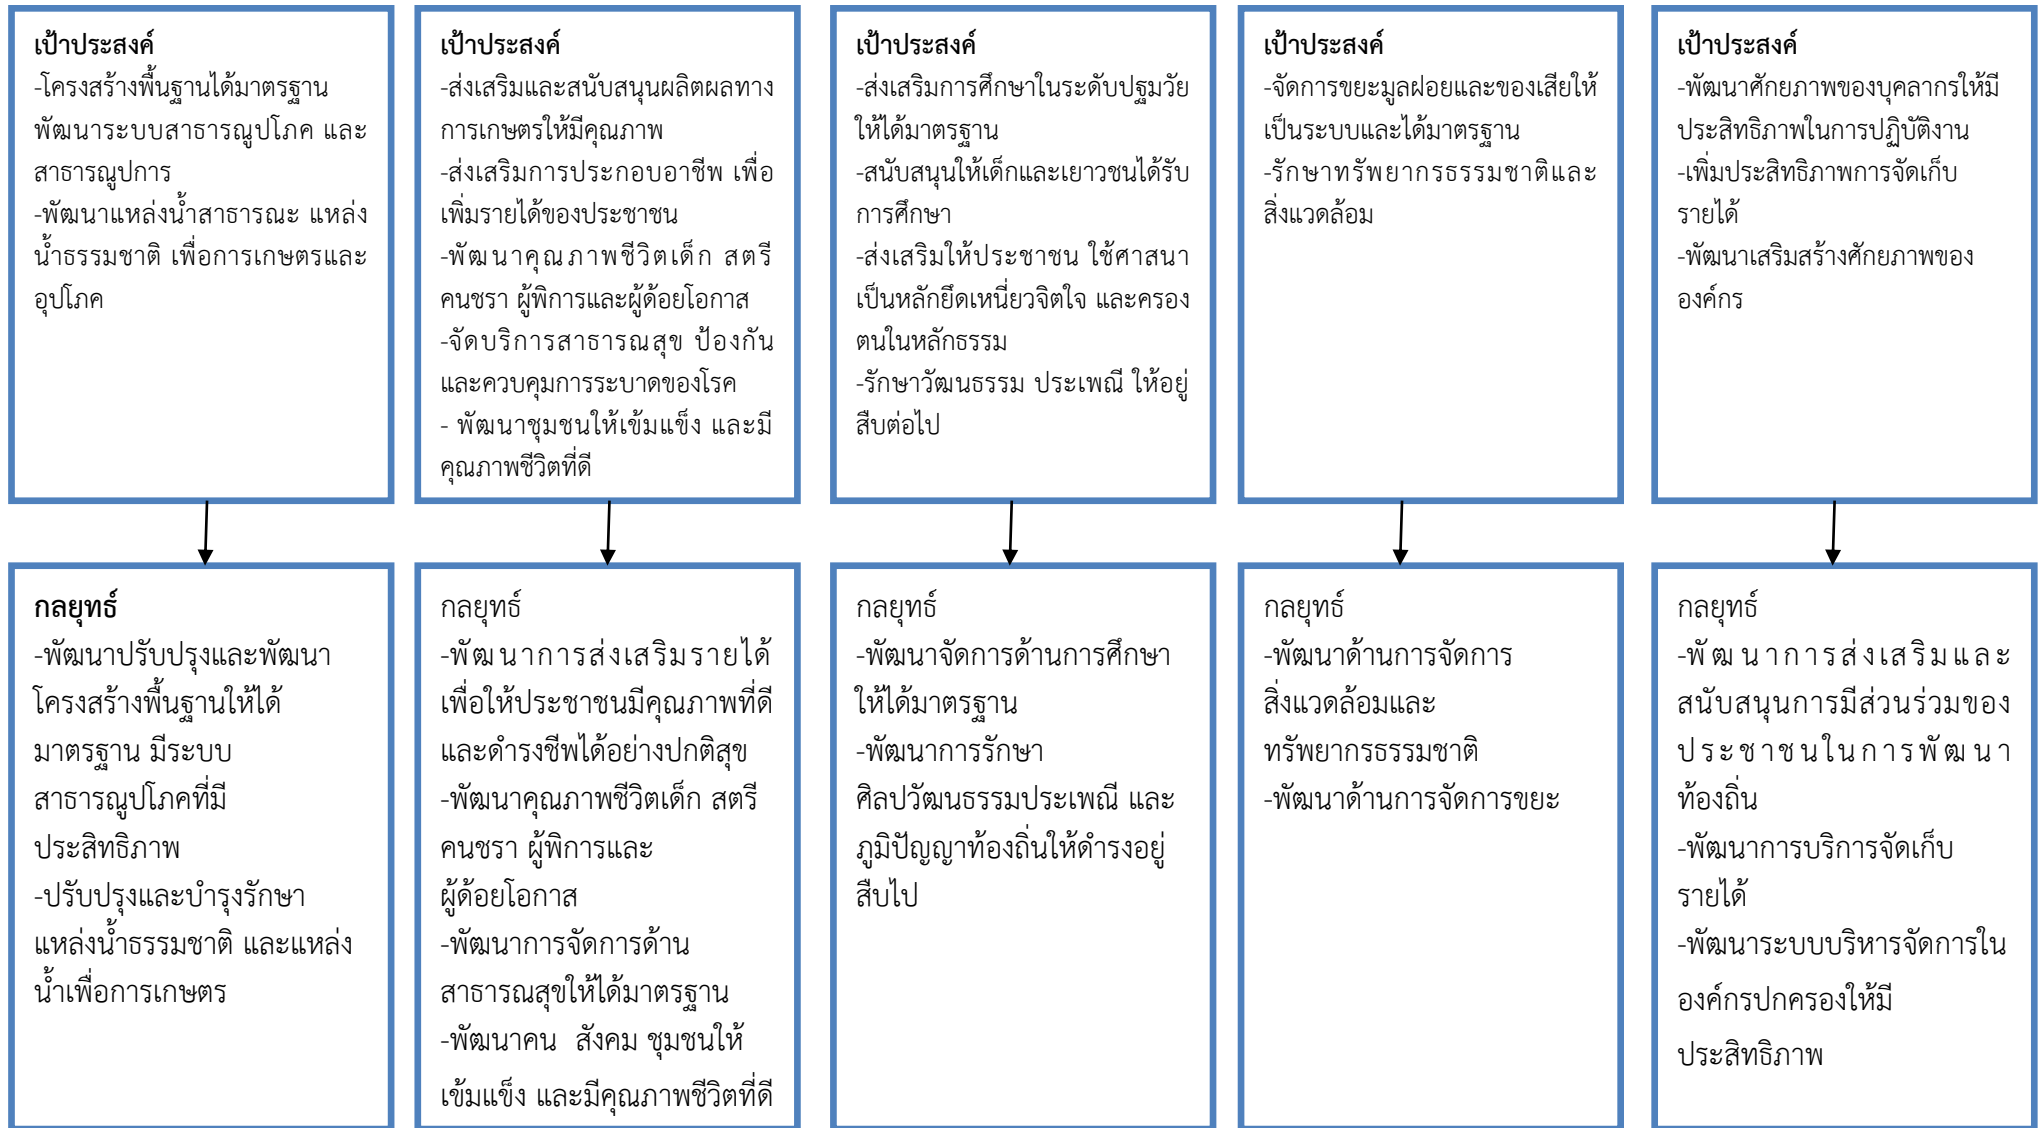 เป้าประสงค์
-โครงสร้างพื้นฐานได้มาตรฐาน
พัฒนาระบบสาธารณูปโภค และ
สาธารณูปการ
-พัฒนาแหล่งน้ำสาธารณะ แหล่ง
น้ำธรรมชาติ เพื่อการเกษตรและ
อุปโภค
เป้าประสงค์
-ส่งเสริมและสนับสนุนผลิตผลทาง
การเกษตรให้มีคุณภาพ
-ส่งเสริมการประกอบอาชีพ เพื่อ
เพิ่มรายได้ของประชาชน
-พัฒนาคุณภาพชีวิตเด็ก สตรี
คนชรา ผู้พิการและผู้ด้อยโอกาส
-จัดบริการสาธารณสุข ป้องกัน
และควบคุมการระบาดของโรค
- พัฒนาชุมชนให้เข้มแข็ง และมี
คุณภาพชีวิตที่ดี
เป้าประสงค์
-ส่งเสริมการศึกษาในระดับปฐมวัย
ให้ได้มาตรฐาน
-สนับสนุนให้เด็กและเยาวชนได้รับ
การศึกษา
-ส่งเสริมให้ประชาชน ใช้ศาสนา
เป็นหลักยึดเหนี่ยวจิตใจ และครอง
ตนในหลักธรรม
-รักษาวัฒนธรรม ประเพณี ให้อยู่
สืบต่อไป
เป้าประสงค์
-จัดการขยะมูลฝอยและของเสียให้
เป็นระบบและได้มาตรฐาน
-รักษาทรัพยากรธรรมชาติและ
สิ่งแวดล้อม
เป้าประสงค์
-พัฒนาศักยภาพของบุคลากรให้มี
ประสิทธิภาพในการปฏิบัติงาน
-เพิ่มประสิทธิภาพการจัดเก็บ
รายได้
-พัฒนาเสริมสร้างศักยภาพของ
องค์กร
กลยุทธ์
-พัฒนาปรับปรุงและพัฒนา
โครงสร้างพื้นฐานให้ได้
มาตรฐาน มีระบบ
สาธารณูปโภคที่มี
ประสิทธิภาพ
-ปรับปรุงและบำรุงรักษา
แหล่งน้ำธรรมชาติ และแหล่ง
น้ำเพื่อการเกษตร
กลยุทธ์
-พัฒนาการส่งเสริมรายได้
เพื่อให้ประชาชนมีคุณภาพที่ดี
และดำรงชีพได้อย่างปกติสุข
-พัฒนาคุณภาพชีวิตเด็ก สตรี
คนชรา ผู้พิการและ
ผู้ด้อยโอกาส
-พัฒนาการจัดการด้าน
สาธารณสุขให้ได้มาตรฐาน
-พัฒนาคน สังคม ชุมชนให้
เข้มแข็ง และมีคุณภาพชีวิตที่ดี
กลยุทธ์
-พัฒนาจัดการด้านการศึกษา
ให้ได้มาตรฐาน
-พัฒนาการรักษา
ศิลปวัฒนธรรมประเพณี และ
ภูมิปัญญาท้องถิ่นให้ดำรงอยู่
สืบไป
กลยุทธ์
-พัฒนาด้านการจัดการ
สิ่งแวดล้อมและ
ทรัพยากรธรรมชาติ
-พัฒนาด้านการจัดการขยะ
กลยุทธ์
-พัฒนาการส่งเสริมและ
สนับสนุนการมีส่วนร่วมของ
ประชาชนในการพัฒนา
ท้องถิ่น
-พัฒนาการบริการจัดเก็บ
รายได้
-พัฒนาระบบบริหารจัดการใน
องค์กรปกครองให้มี
ประสิทธิภาพ